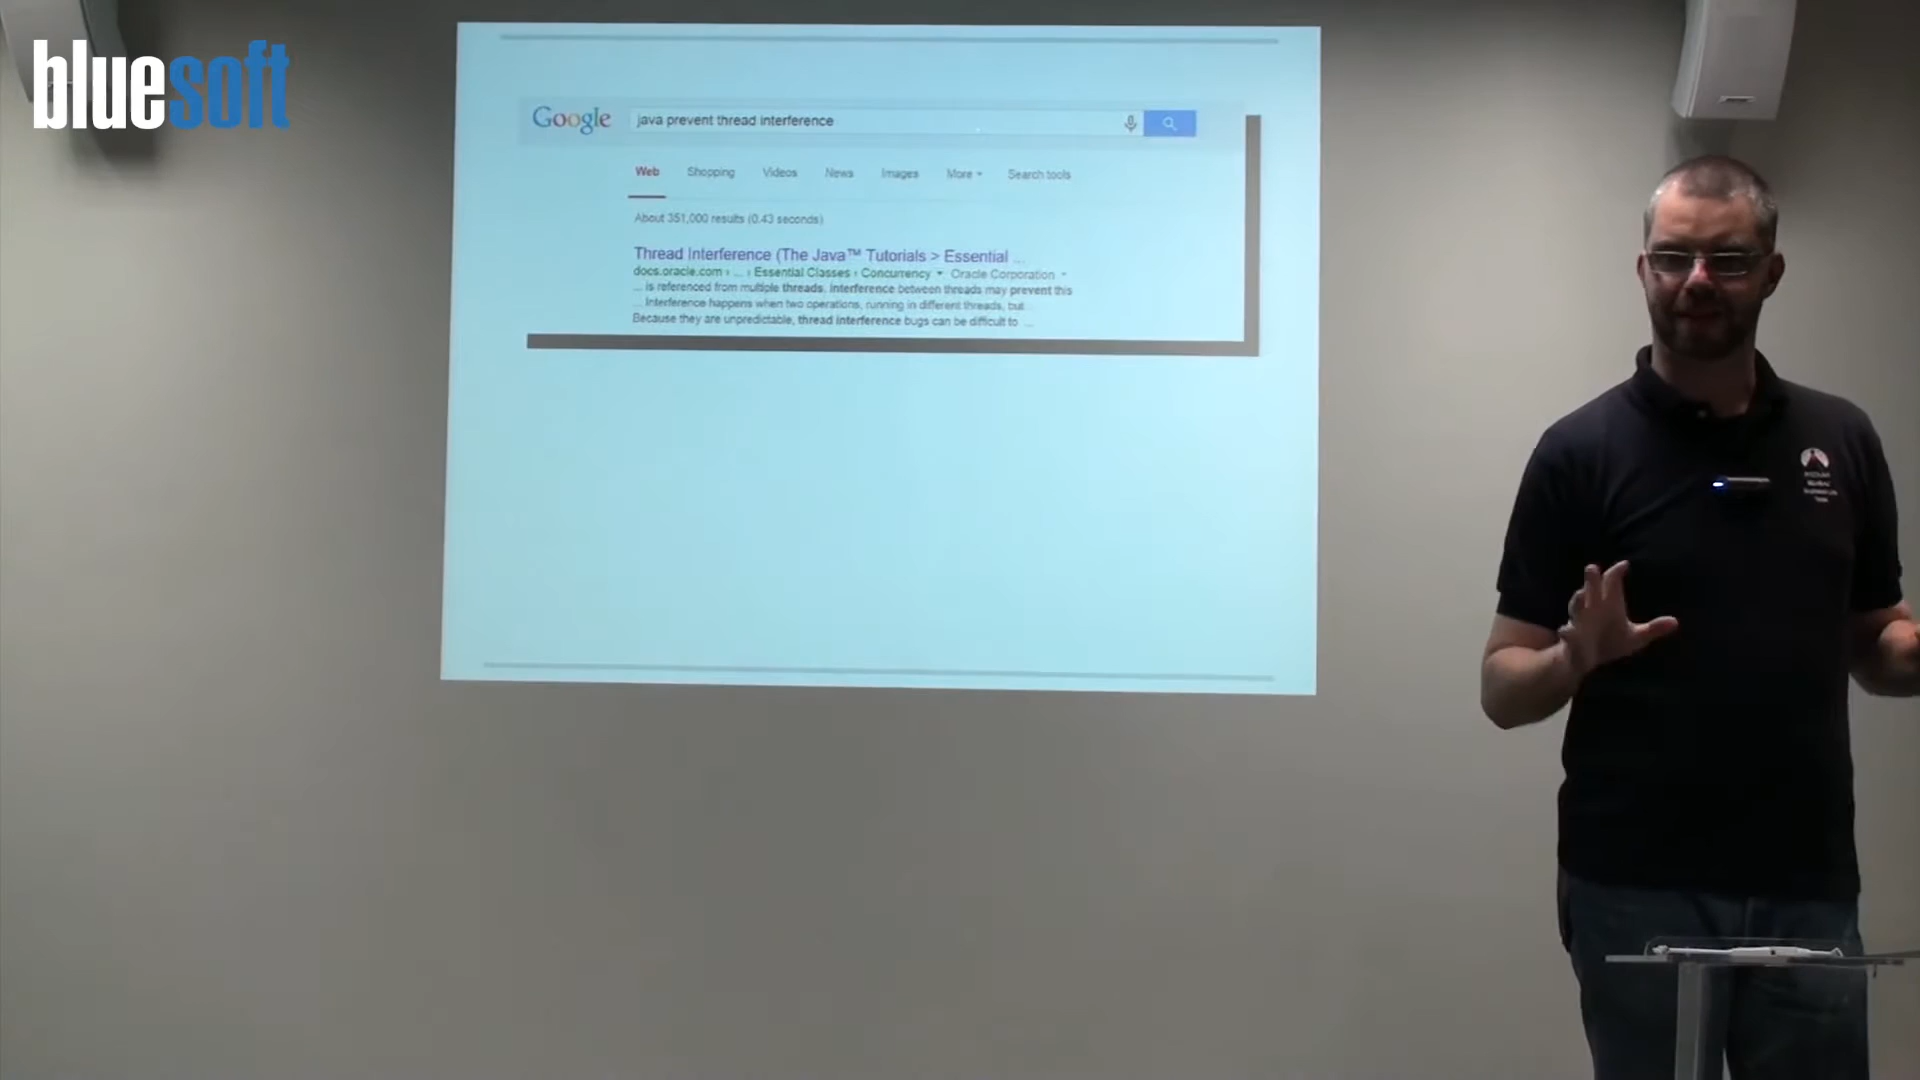 bluesoft
Google
java prevent thread interference
Web Shopping Videos News Images More Search tools
About 351,000 results (0.43 seconds)
Thread Interference (The Java™ Tutorials > Essential ...
docs.oracle.com › ... › Essential Classes › Concurrency ▾ Oracle Corporation ▾
... is referenced from multiple threads. Interference between threads may prevent this
... Interference happens when two operations, running in different threads, but ...
Because they are unpredictable, thread interference bugs can be difficult to ...